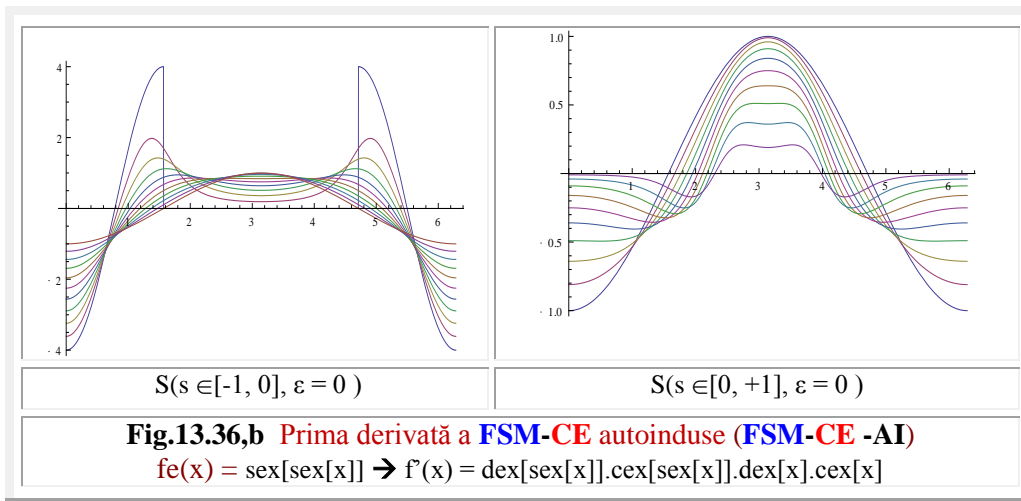 4
2
1 2 3 4 5 6
- 2
- 4
1.0
0.5
1 2 3 4 5 6
- 0.5
- 1.0
S(s ∈[-1, 0], ε = 0 )
S(s ∈[0, +1], ε = 0 )
Fig.13.36,b Prima derivată a FSM-CE autoinduse (FSM-CE -AI)
fe(x) = sex[sex[x]] ➔ f’(x) = dex[sex[x]].cex[sex[x]].dex[x].cex[x]